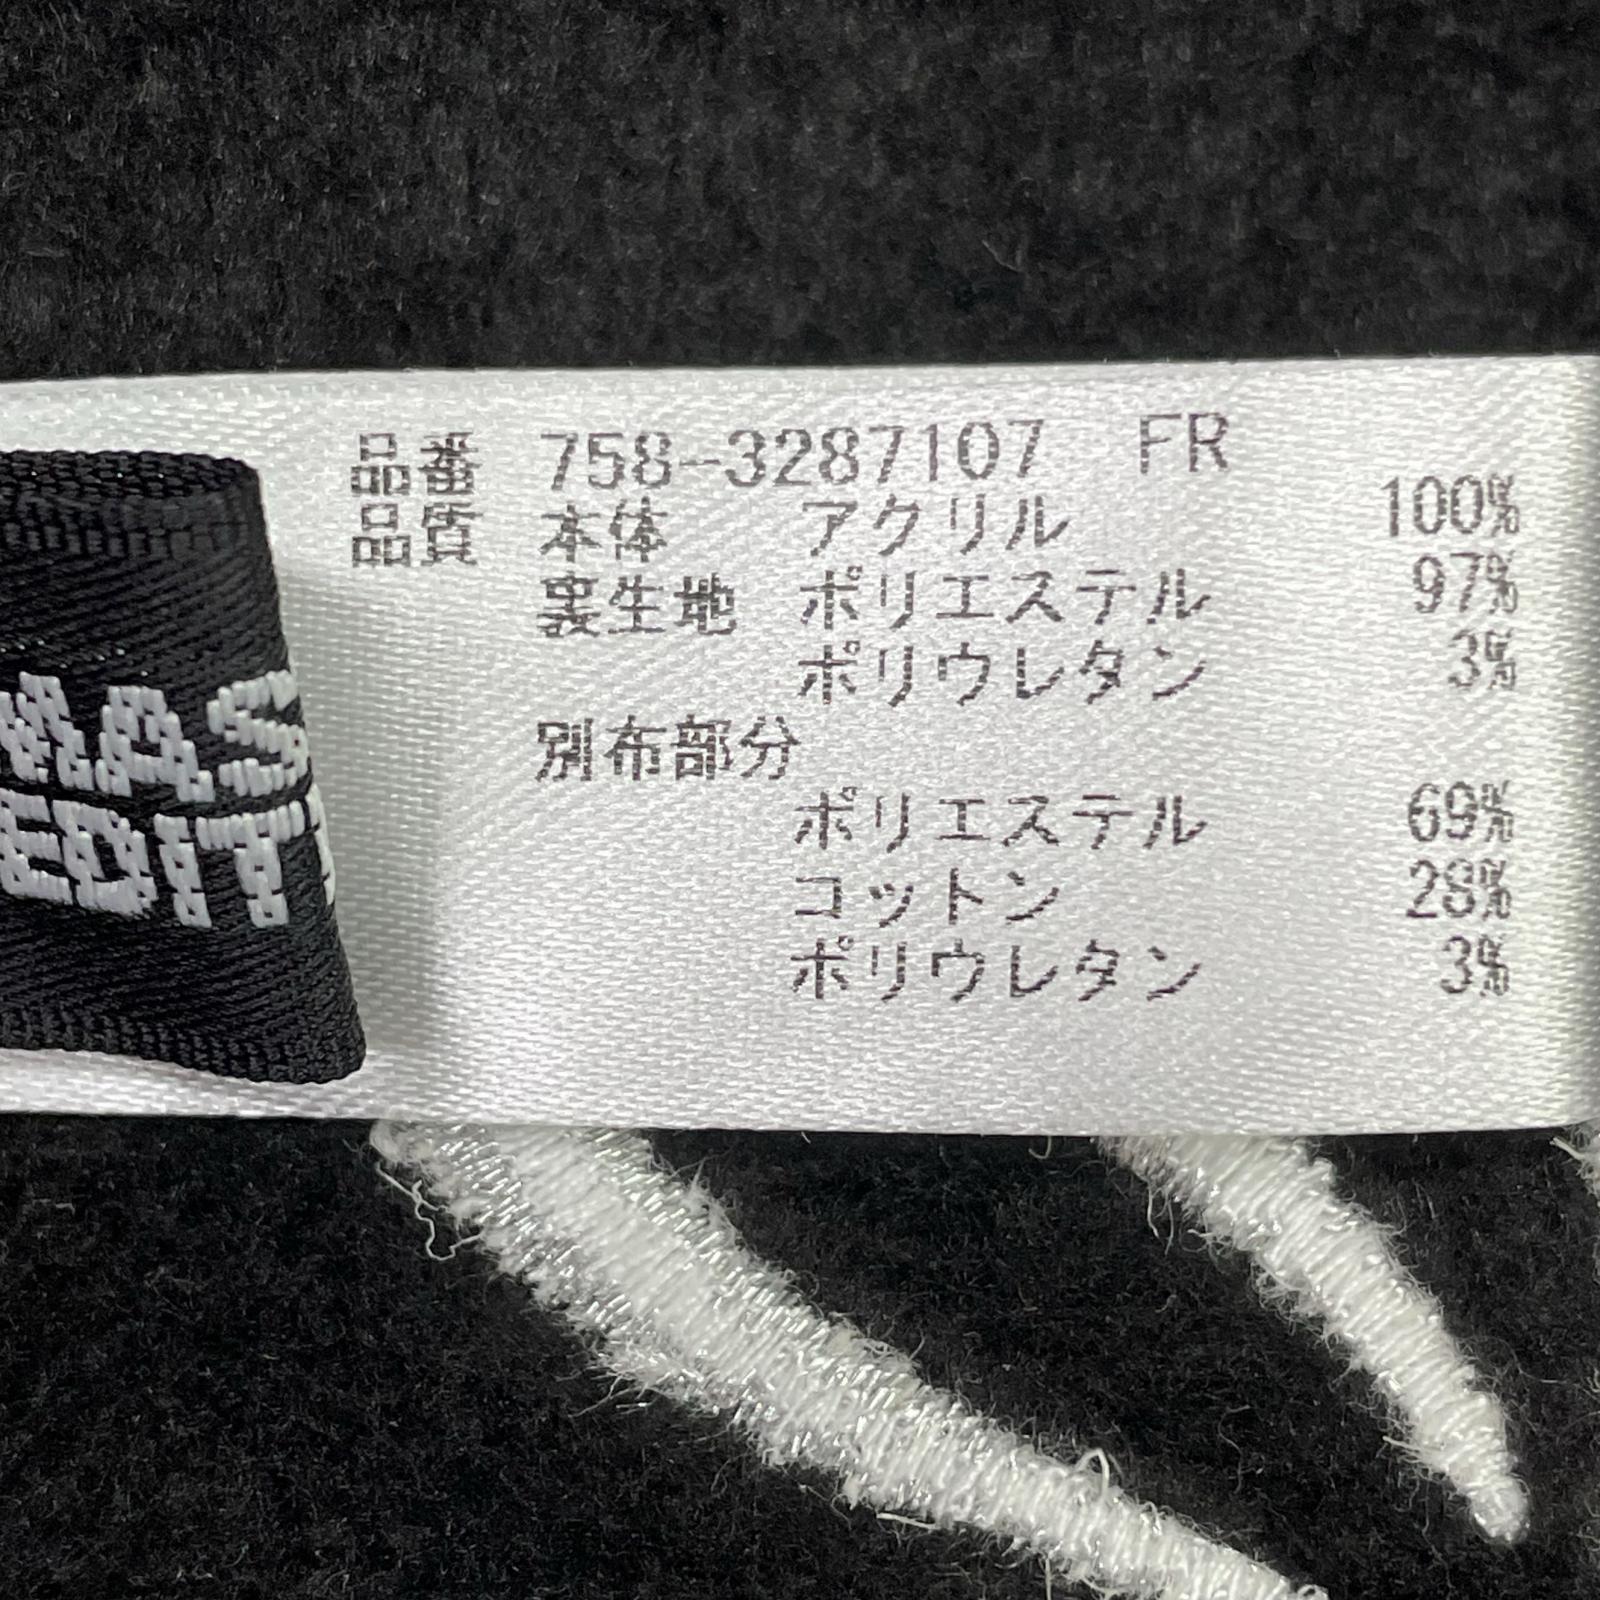 品番 758-3287107 FR
品質 本体 アクリル 100%
裏生地 ポリエステル 97%
ポリウレタン 3%
別布部分
ポリエステル 69%
コットン 28%
ポリウレタン 3%
MAS
EDIT